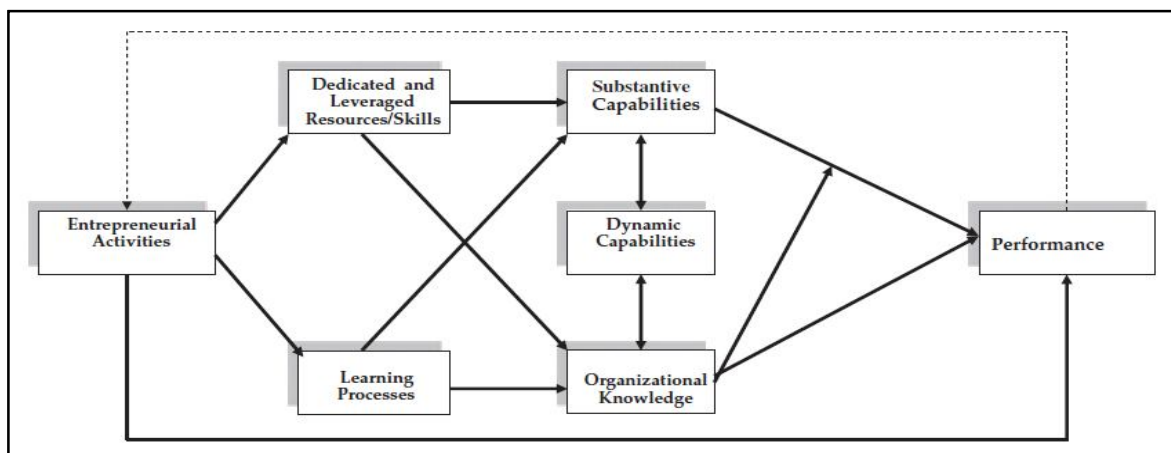 Dedicated and
Leveraged
Resources/Skills
Substantive
Capabilities
Entrepreneurial
Activities
Dynamic
Capabilities
Performance
Learning
Processes
Organizational
Knowledge